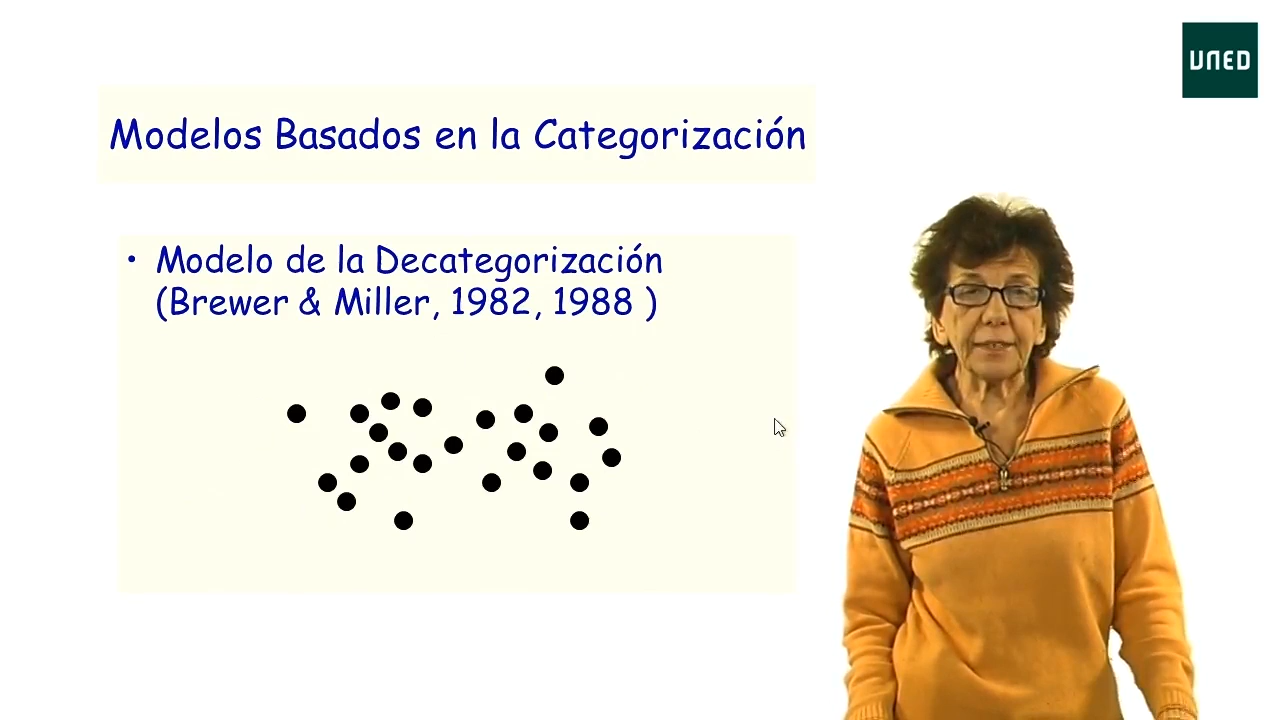 UNED
Modelos Basados en la Categorización
• Modelo de la Decategorización
(Brewer & Miller, 1982, 1988 )